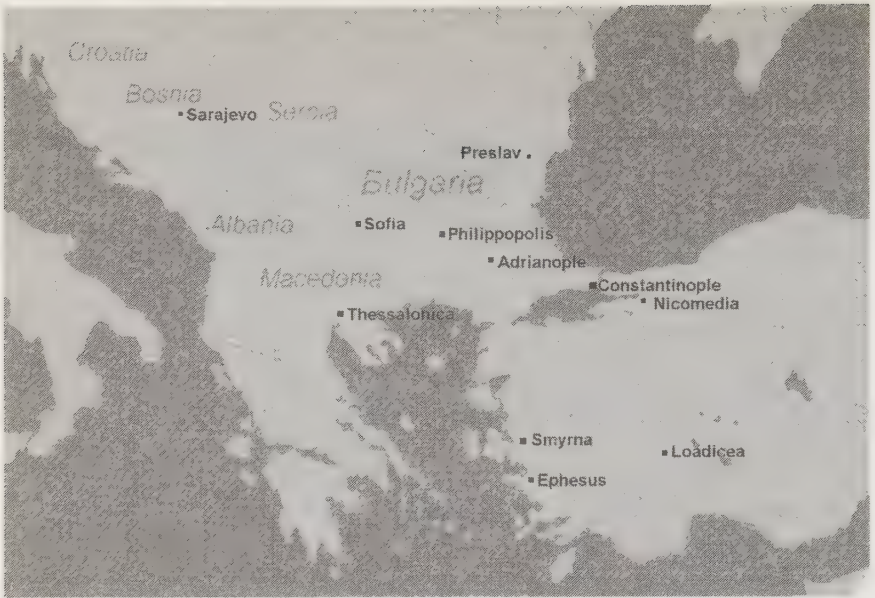 Croatia
Bosnia
Sarajevo
Serbia
Preslav
Bulgaria
Albania
Sofia
Philippopolis
Adrianople
Macedonia
Constantinople
Nicomedia
Thessalonica
Smyrna
Loadicea
Ephesus